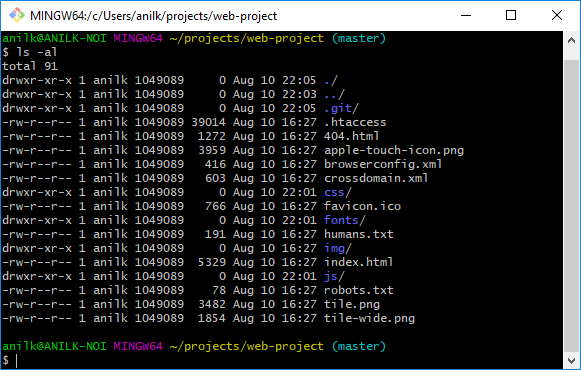 MINGW64:/c/Users/anilk/projects/web-project
anilk@ANILK-NOI MINGW64 ~/projects/web-project (master)
$ ls -al
total 91
drwxr-xr-x 1 anilk 1049089     0 Aug 10 22:05 ./
drwxr-xr-x 1 anilk 1049089     0 Aug 10 22:03 ../
drwxr-xr-x 1 anilk 1049089     0 Aug 10 22:05 .git/
-rw-r--r-- 1 anilk 1049089 39014 Aug 10 16:27 .htaccess
-rw-r--r-- 1 anilk 1049089  1272 Aug 10 16:27 404.html
-rw-r--r-- 1 anilk 1049089  3959 Aug 10 16:27 apple-touch-icon.png
-rw-r--r-- 1 anilk 1049089   416 Aug 10 16:27 browserconfig.xml
-rw-r--r-- 1 anilk 1049089   603 Aug 10 16:27 crossdomain.xml
drwxr-xr-x 1 anilk 1049089     0 Aug 10 22:01 css/
-rw-r--r-- 1 anilk 1049089   766 Aug 10 16:27 favicon.ico
drwxr-xr-x 1 anilk 1049089     0 Aug 10 22:01 fonts/
-rw-r--r-- 1 anilk 1049089   191 Aug 10 16:27 humans.txt
drwxr-xr-x 1 anilk 1049089     0 Aug 10 16:27 img/
-rw-r--r-- 1 anilk 1049089  5329 Aug 10 16:27 index.html
drwxr-xr-x 1 anilk 1049089     0 Aug 10 22:01 js/
-rw-r--r-- 1 anilk 1049089    78 Aug 10 16:27 robots.txt
-rw-r--r-- 1 anilk 1049089  3482 Aug 10 16:27 tile.png
-rw-r--r-- 1 anilk 1049089  1854 Aug 10 16:27 tile-wide.png
anilk@ANILK-NOI MINGW64 ~/projects/web-project (master)
$